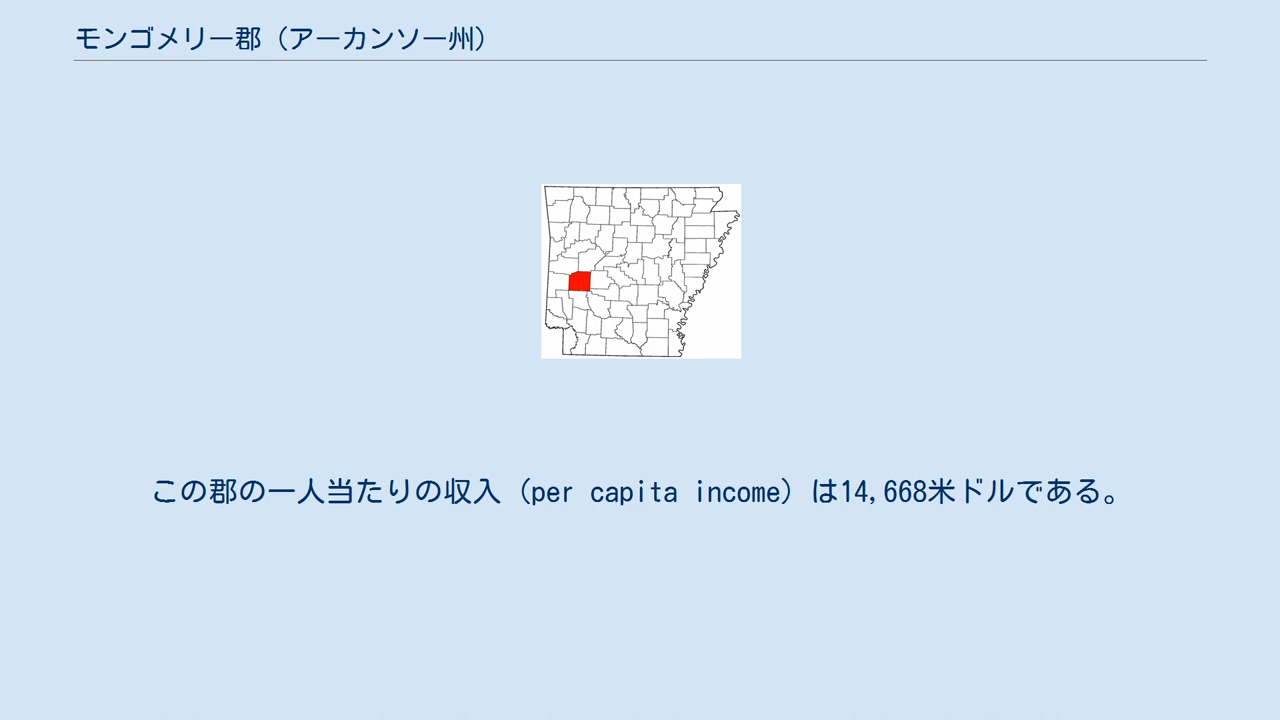 モンゴメリー郡（アーカンソー州）
この郡の一人当たりの収入（per capita income）は14,668米ドルである。